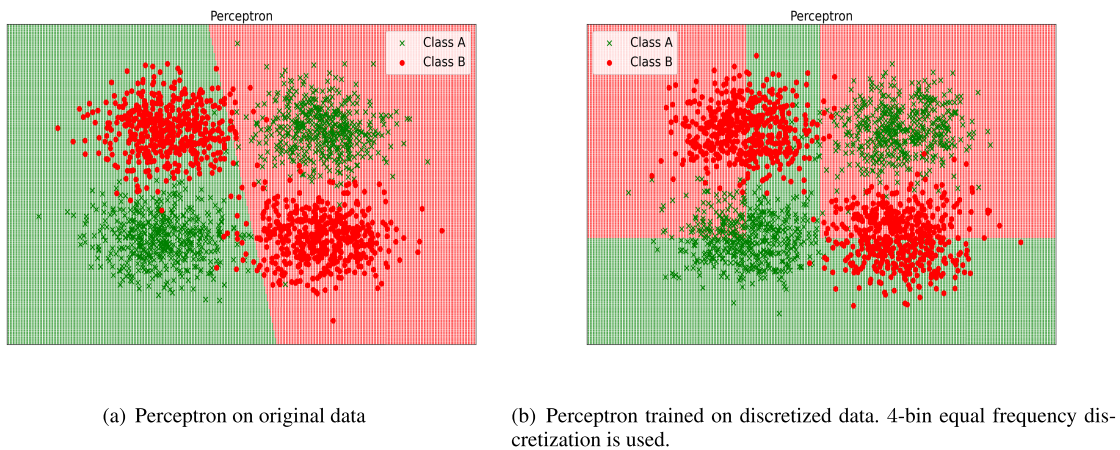 Perceptron
Class A
Class B
Perceptron
Class A
Class B
(a) Perceptron on original data
(b) Perceptron trained on discretized data. 4-bin equal frequency dis-
cretization is used.